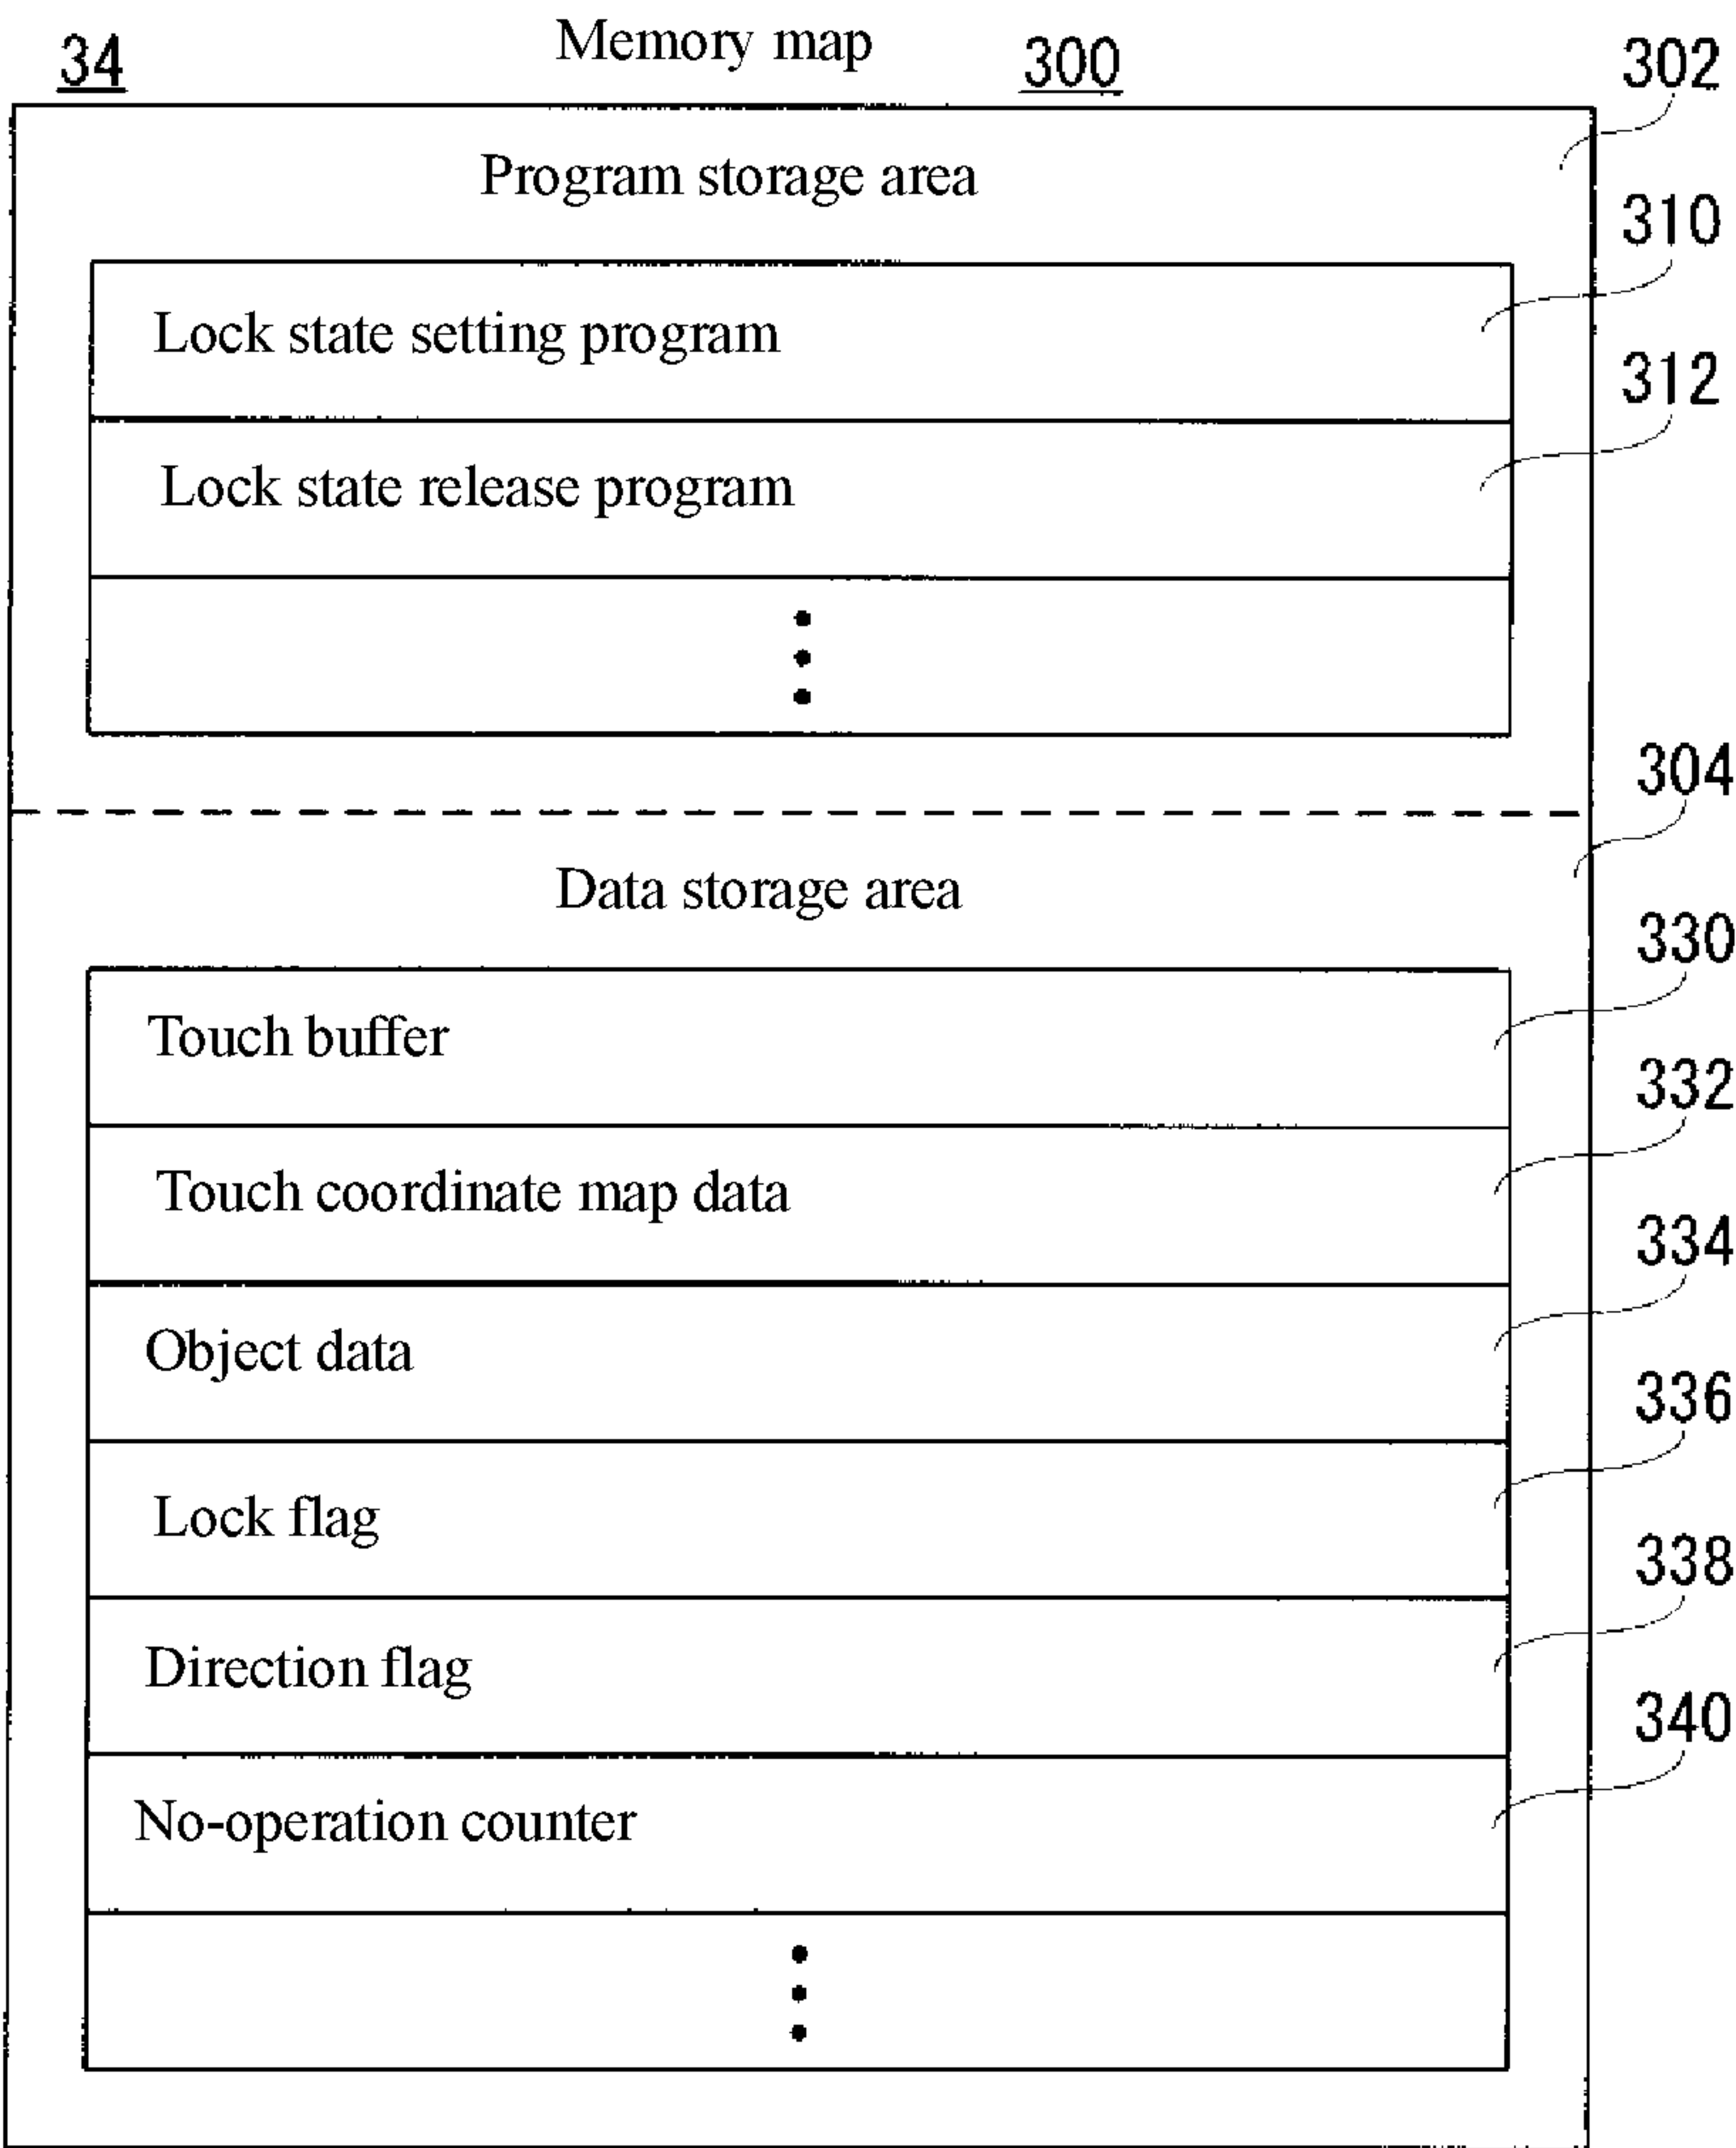 34
Memory map
300
302
Program storage area
310
Lock state setting program
312
Lock state release program
304
Data storage area
330
Touch buffer
332
Touch coordinate map data
334
Object data
336
Lock flag
338
Direction flag
340
No-operation counter